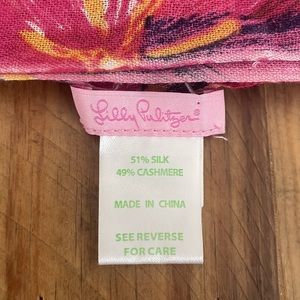 Lilly Pulitzer®
51% SILK
49% CASHMERE
MADE IN CHINA
SEE REVERSE
FOR CARE